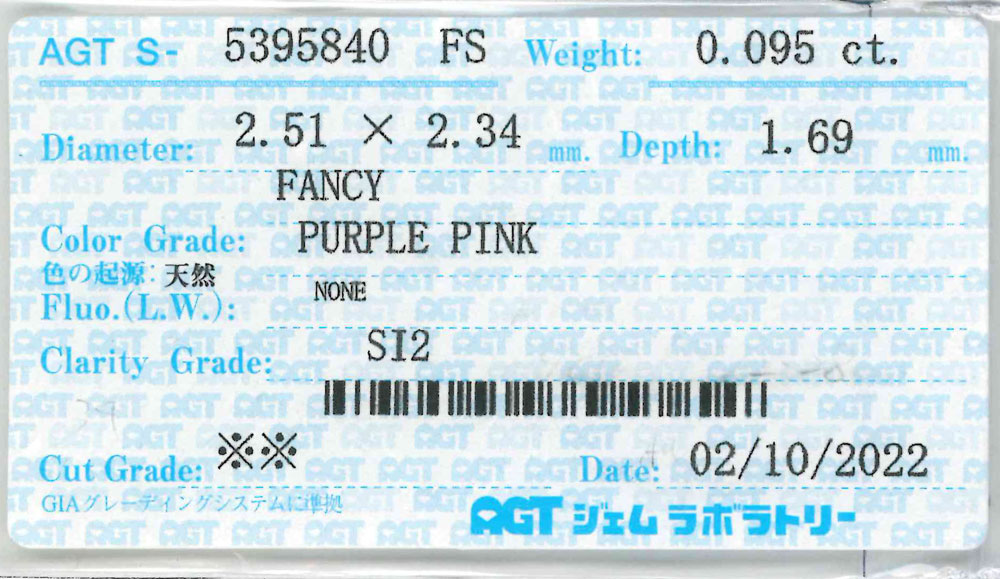 AGT S- 5395840 FS Weight: 0.095 ct.
Diameter: 2.51 × 2.34 mm. Depth: 1.69 mm.
FANCY
Color Grade: PURPLE PINK
色の起源: 天然
Fluo.(L.W.): NONE
Clarity Grade: SI2
Cut Grade: ※※ Date: 02/10/2022
GIAグレーディングシステムに準拠
AGT ジェムラボラトリー